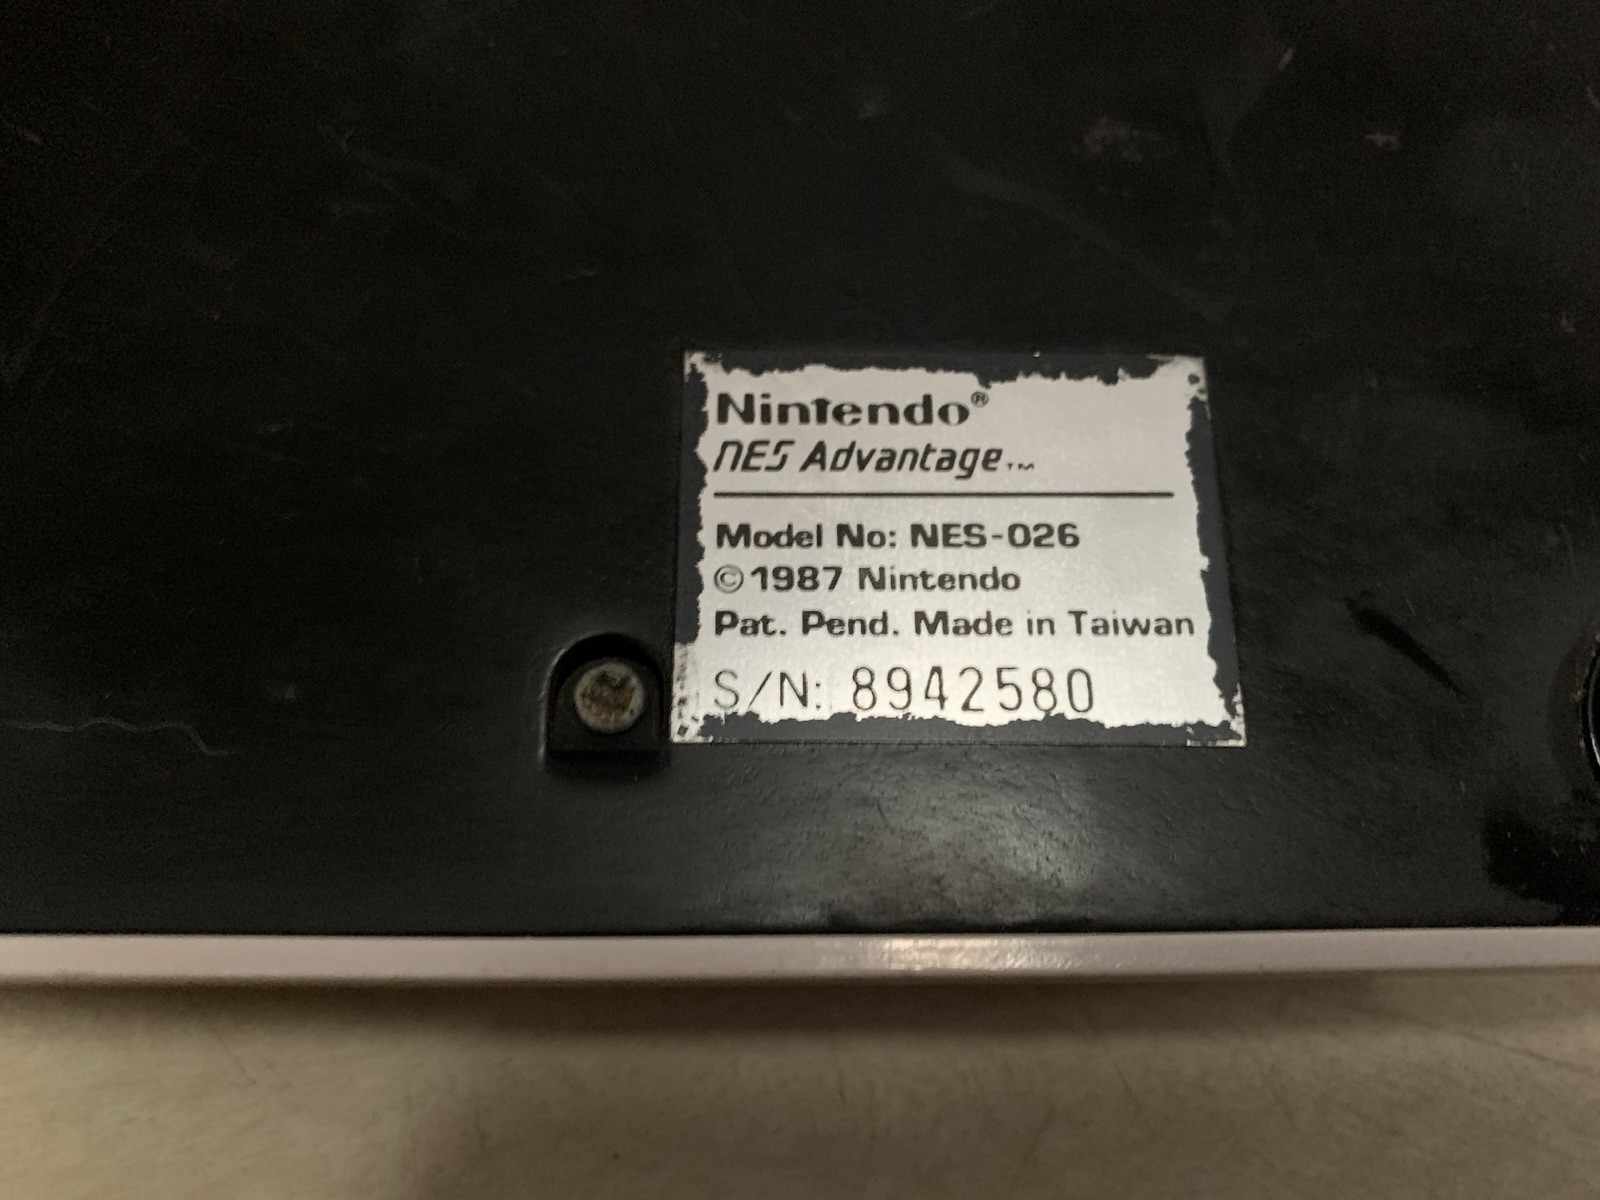 Nintendo®
NES Advantage™
Model No: NES-026
©1987 Nintendo
Pat. Pend. Made in Taiwan
S/N: 8942580